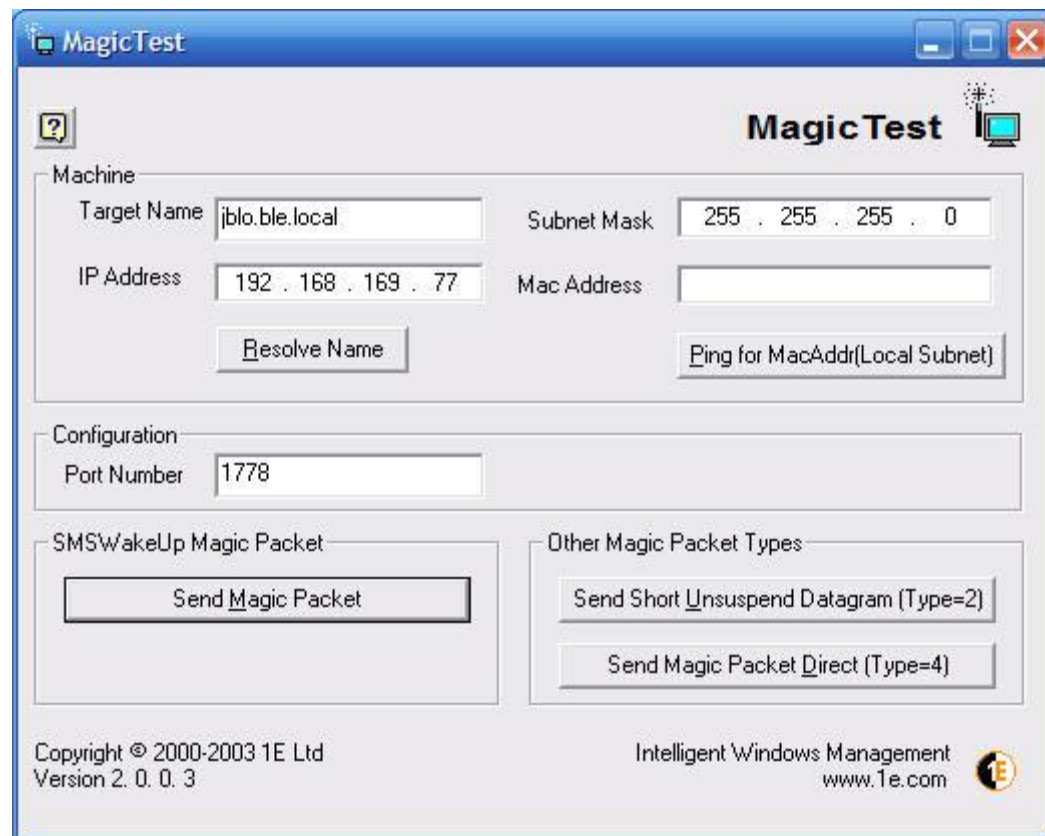 MagicTest
MagicTest
Machine
Target Name jblo.ble.local
Subnet Mask 255 . 255 . 255 . 0
IP Address 192 . 168 . 169 . 77
Mac Address
Resolve Name
Ping for MacAddr(Local Subnet)
Configuration
Port Number 1778
SMSWakeUp Magic Packet
Send Magic Packet
Other Magic Packet Types
Send Short Unsuspend Datagram (Type=2)
Send Magic Packet Direct (Type=4)
Copyright © 2000-2003 1E Ltd
Version 2. 0. 0. 3
Intelligent Windows Management
www.1e.com
1E